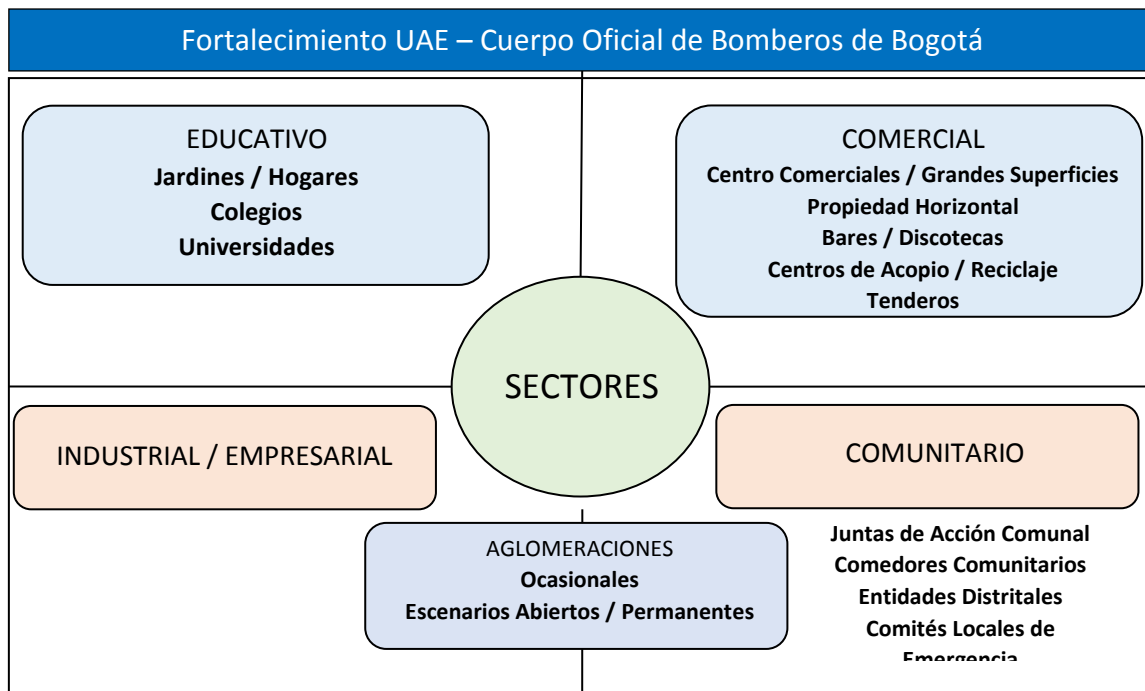 Fortalecimiento UAE – Cuerpo Oficial de Bomberos de Bogotá
EDUCATIVO
Jardines / Hogares
Colegios
Universidades
COMERCIAL
Centro Comerciales / Grandes Superficies
Propiedad Horizontal
Bares / Discotecas
Centros de Acopio / Reciclaje
Tenderos
SECTORES
INDUSTRIAL / EMPRESARIAL
COMUNITARIO
Juntas de Acción Comunal
Comedores Comunitarios
Entidades Distritales
Comités Locales de
Emergencia
AGLOMERACIONES
Ocasionales
Escenarios Abiertos / Permanentes